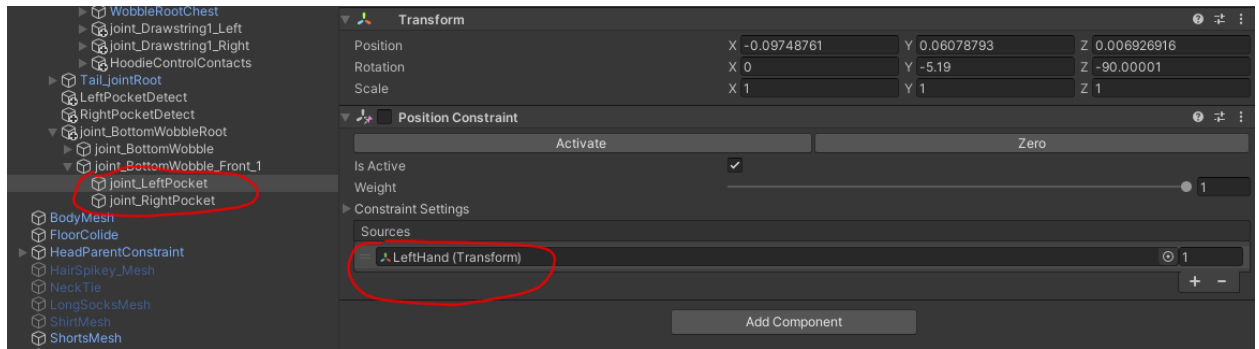 WobbleRootChest
joint_Drawstring1_Left
joint_Drawstring1_Right
HoodieControlContacts
Tail_jointRoot
LeftPocketDetect
RightPocketDetect
joint_BottomWobbleRoot
joint_BottomWobble
joint_BottomWobble_Front_1
joint_LeftPocket
joint_RightPocket
BodyMesh
FloorColide
HeadParentConstraint
HairSpikey_Mesh
NeckTie
LongSocksMesh
ShirtMesh
ShortsMesh
Transform
Position X -0.09748761 Y 0.06078793 Z 0.006926916
Rotation X 0 Y -5.19 Z -90.00001
Scale X 1 Y 1 Z 1
Position Constraint
Activate Zero
Is Active
Weight 1
Constraint Settings
Sources
LeftHand (Transform) 1
+ -
Add Component